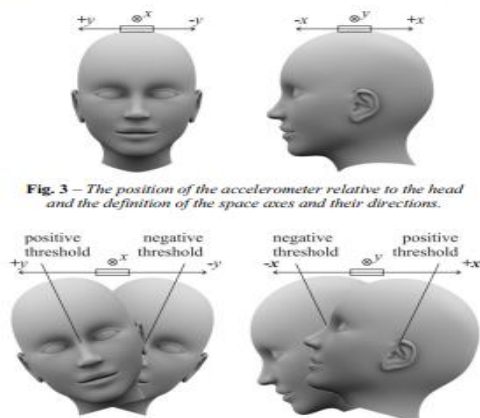 +y ⊗x -y
-x ⊗y +x
Fig. 3 – The position of the accelerometer relative to the head
and the definition of the space axes and their directions.
positive threshold
negative threshold
+y ⊗x -y
negative threshold
positive threshold
-x ⊗y +x